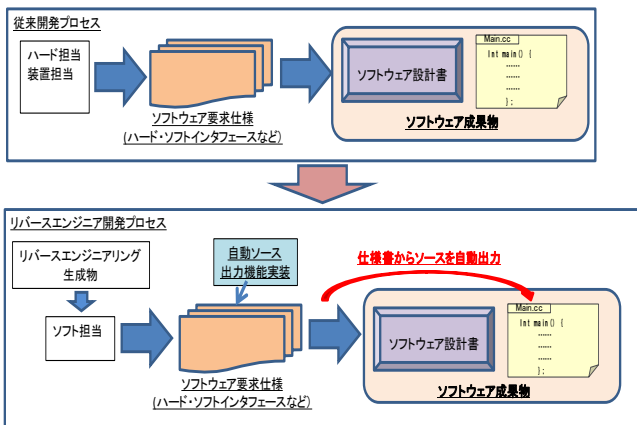 従来開発プロセス
ハード担当
装置担当
ソフトウェア要求仕様
(ハード・ソフトインタフェースなど)
ソフトウェア設計書
Main.cc
Int main() {
......
......
......
};
ソフトウェア成果物
リバースエンジニア開発プロセス
リバースエンジニアリング
生成物
ソフト担当
自動ソース
出力機能実装
ソフトウェア要求仕様
(ハード・ソフトインタフェースなど)
仕様書からソースを自動出力
ソフトウェア設計書
Main.cc
Int main() {
......
......
......
};
ソフトウェア成果物